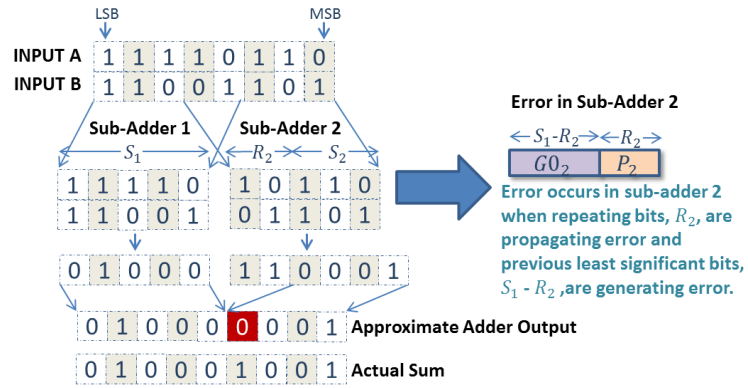 LSB MSB
INPUT A 1 1 1 1 0 1 1 0
INPUT B 1 1 0 0 1 1 0 1
Sub-Adder 1 Sub-Adder 2
S₁ R₂ S₂
1 1 1 1 0 1 0 1 1 0
1 1 0 0 1 0 1 1 0 1
0 1 0 0 0 1 1 0 0 0 1
0 1 0 0 0 0 0 0 1 Approximate Adder Output
0 1 0 0 0 1 0 0 1 Actual Sum
Error in Sub-Adder 2
S₁-R₂ R₂
G0₂ P₂
Error occurs in sub-adder 2
when repeating bits, R₂, are
propagating error and
previous least significant bits,
S₁ - R₂ ,are generating error.